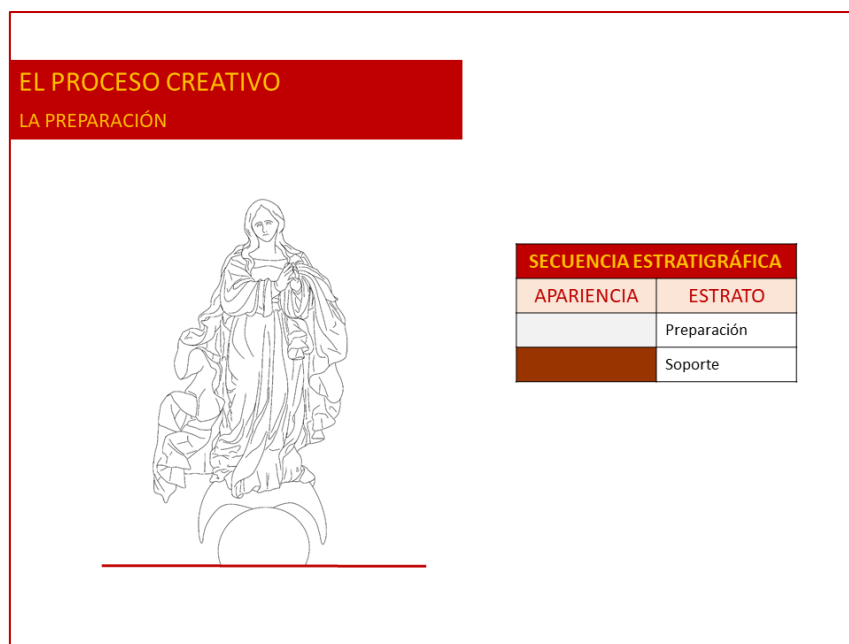 EL PROCESO CREATIVO
LA PREPARACIÓN
SECUENCIA ESTRATIGRÁFICA
APARIENCIA ESTRATO
Preparación
Soporte